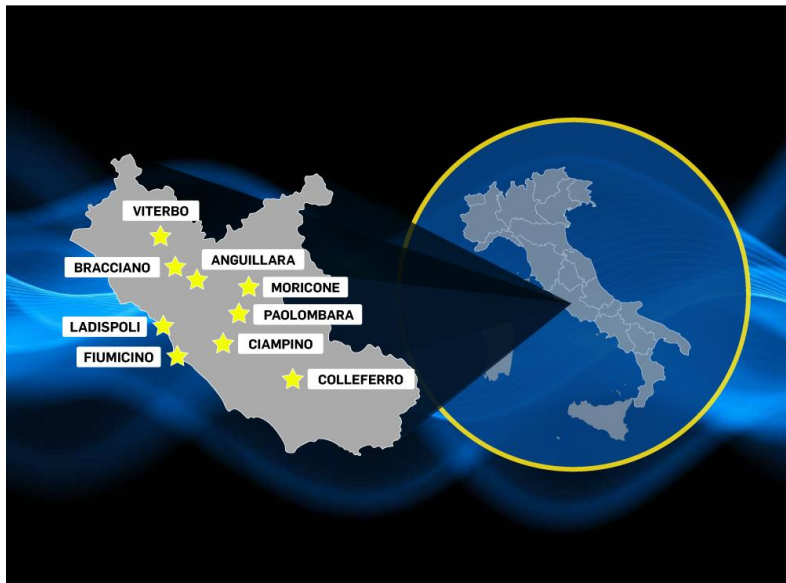 VITERBO
ANGUILLARA
BRACCIANO
MORICONE
PAOLOMBARA
LADISPOLI
CIAMPINO
FIUMICINO
COLLEFERRO